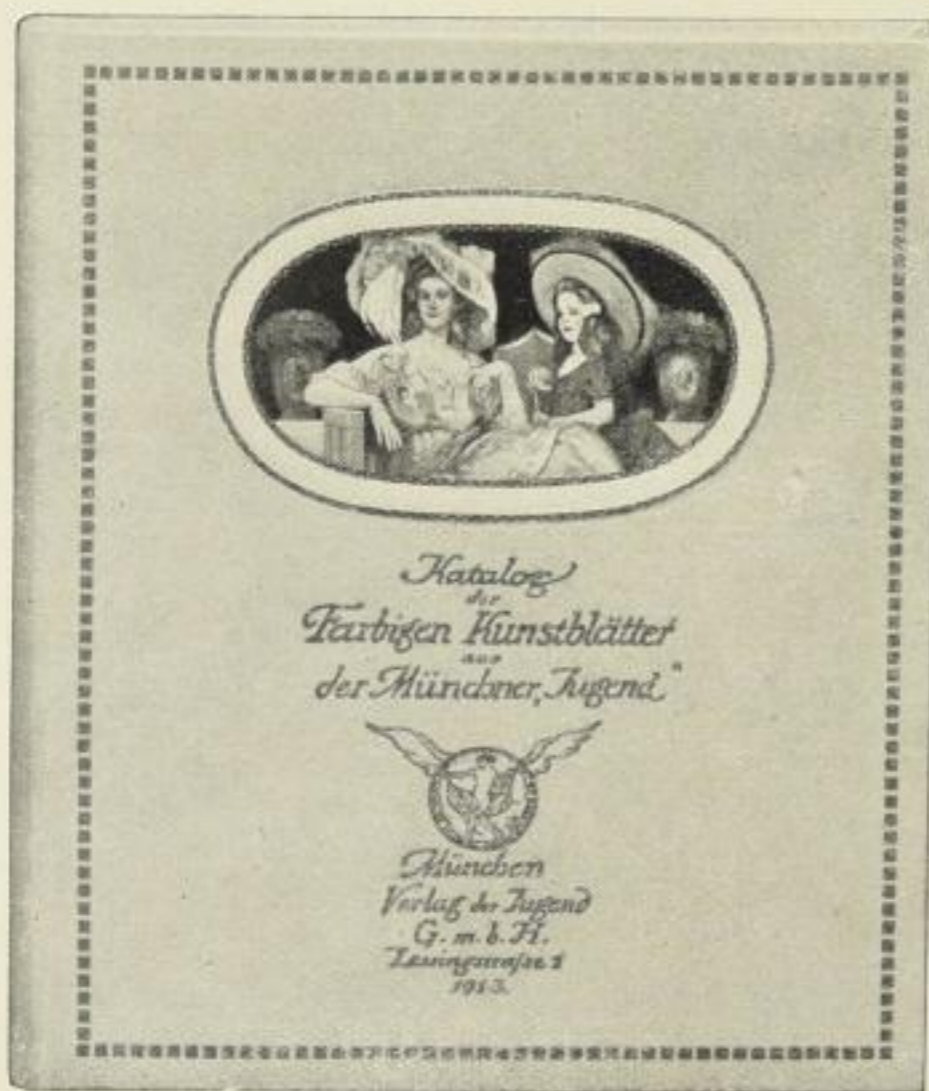 Katalog
der
Farbigen Kunstblätter
aus
der Münchner „Jugend“
München
Verlag der Jugend
G. m. b. H.
Lessingstrasse 1
1913.